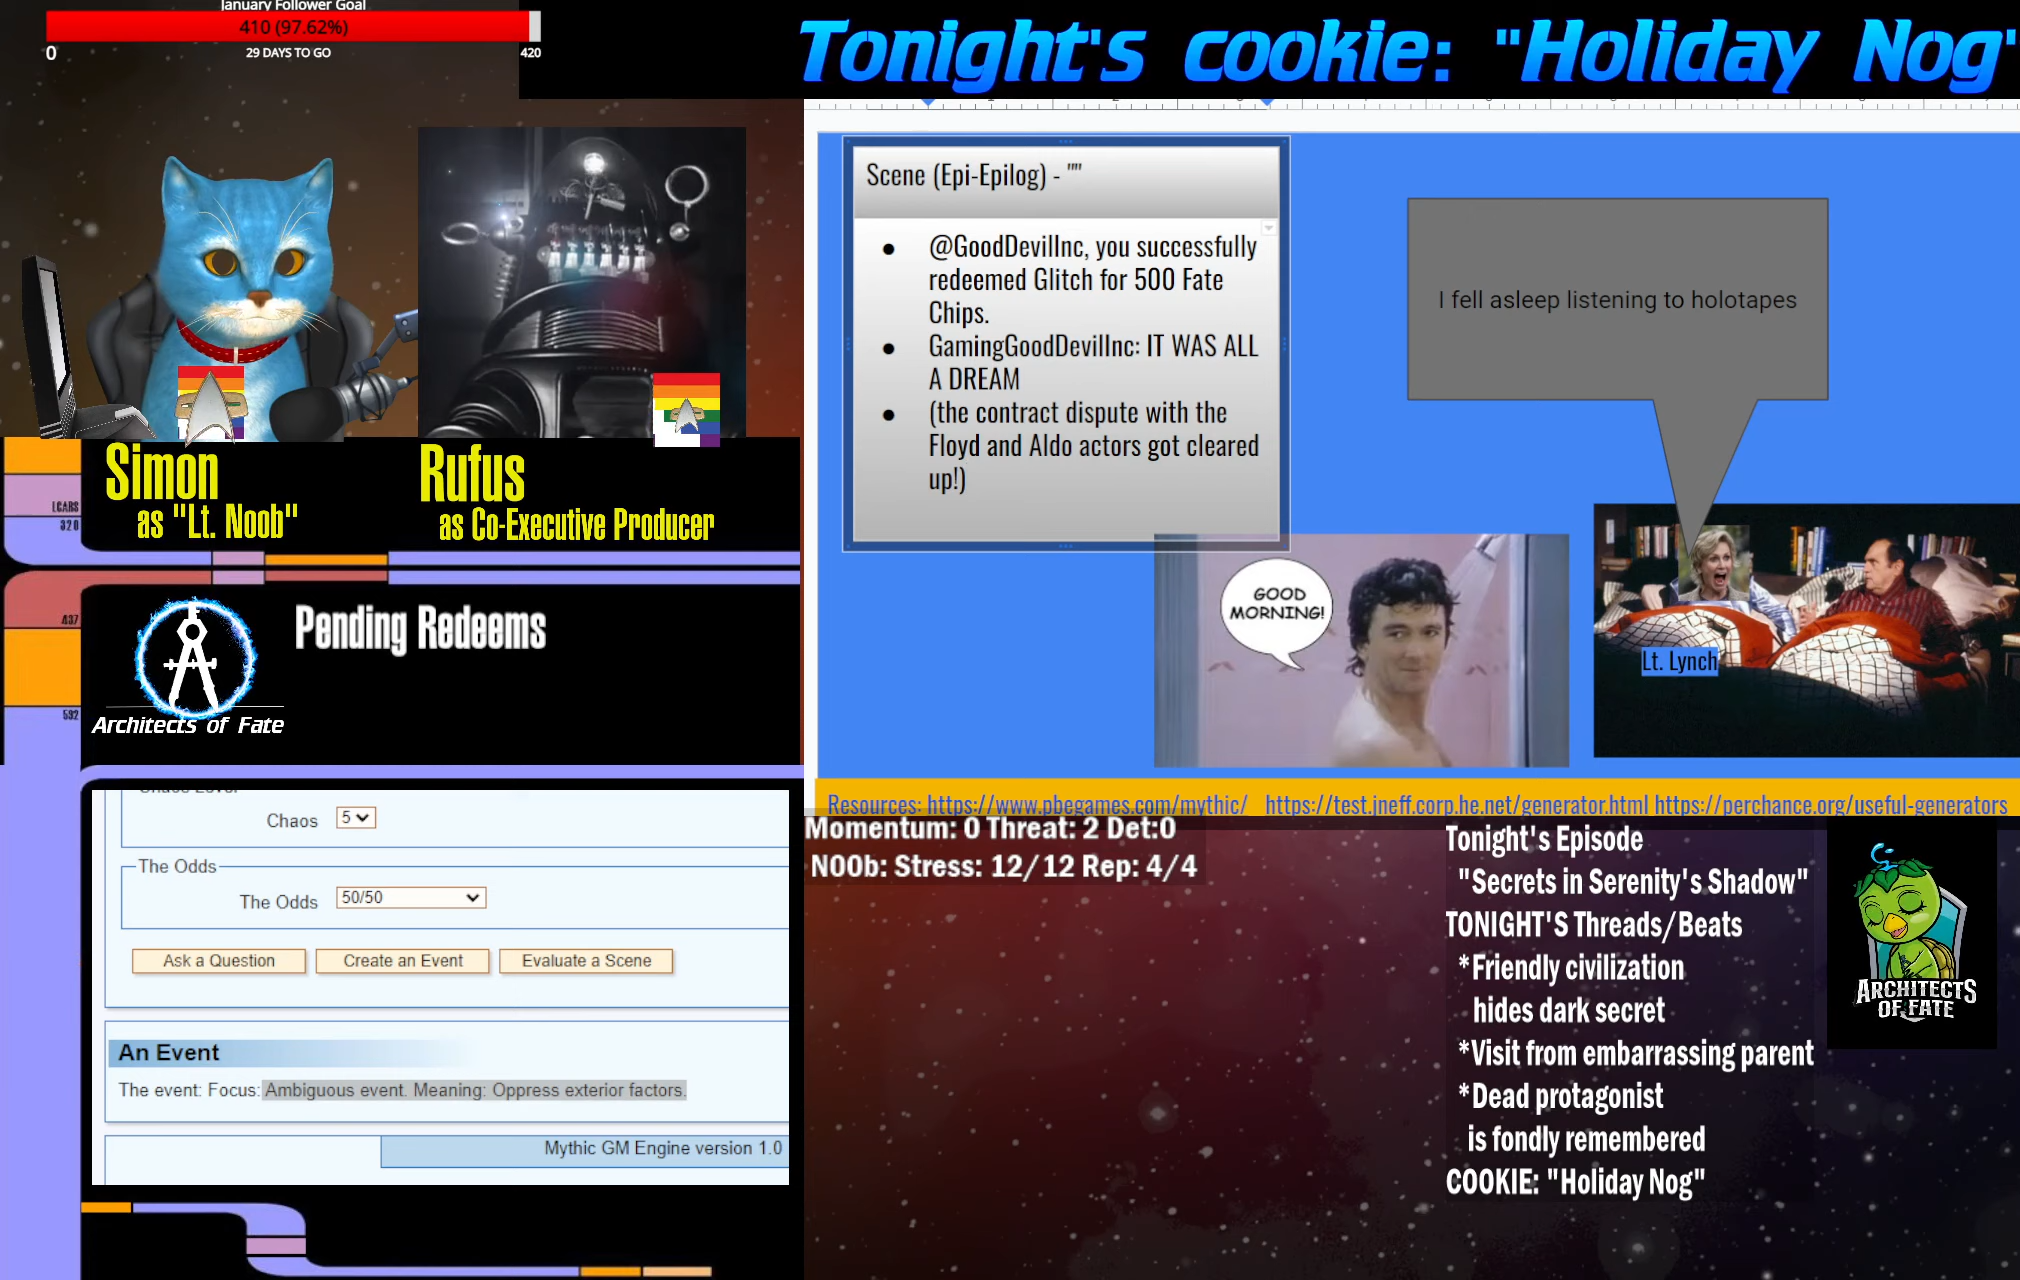 January Follower Goal
410 (97.62%)
0
29 DAYS TO GO
420
Tonight's cookie: "Holiday Nog"
Scene (Epi-Epilog) - ""
● @GoodDevilInc, you successfully
redeemed Glitch for 500 Fate
Chips.
● GamingGoodDevilInc: IT WAS ALL
A DREAM
● (the contract dispute with the
Floyd and Aldo actors got cleared
up!)
I fell asleep listening to holotapes
GOOD
MORNING!
Lt. Lynch
Simon
as "Lt. Noob"
Rufus
as Co-Executive Producer
LCARS
320
437
Pending Redeems
592
Architects of Fate
Chaos Level
Chaos 5
The Odds
The Odds 50/50
Ask a Question Create an Event Evaluate a Scene
An Event
The event: Focus: Ambiguous event. Meaning: Oppress exterior factors.
Mythic GM Engine version 1.0
Resources: https://www.pbegames.com/mythic/ https://test.jneff.corp.he.net/generator.html https://perchance.org/useful-generators
Momentum: 0 Threat: 2 Det:0
N00b: Stress: 12/12 Rep: 4/4
Tonight's Episode
"Secrets in Serenity's Shadow"
TONIGHT'S Threads/Beats
*Friendly civilization
hides dark secret
*Visit from embarrassing parent
*Dead protagonist
is fondly remembered
COOKIE: "Holiday Nog"
ARCHITECTS
OF FATE